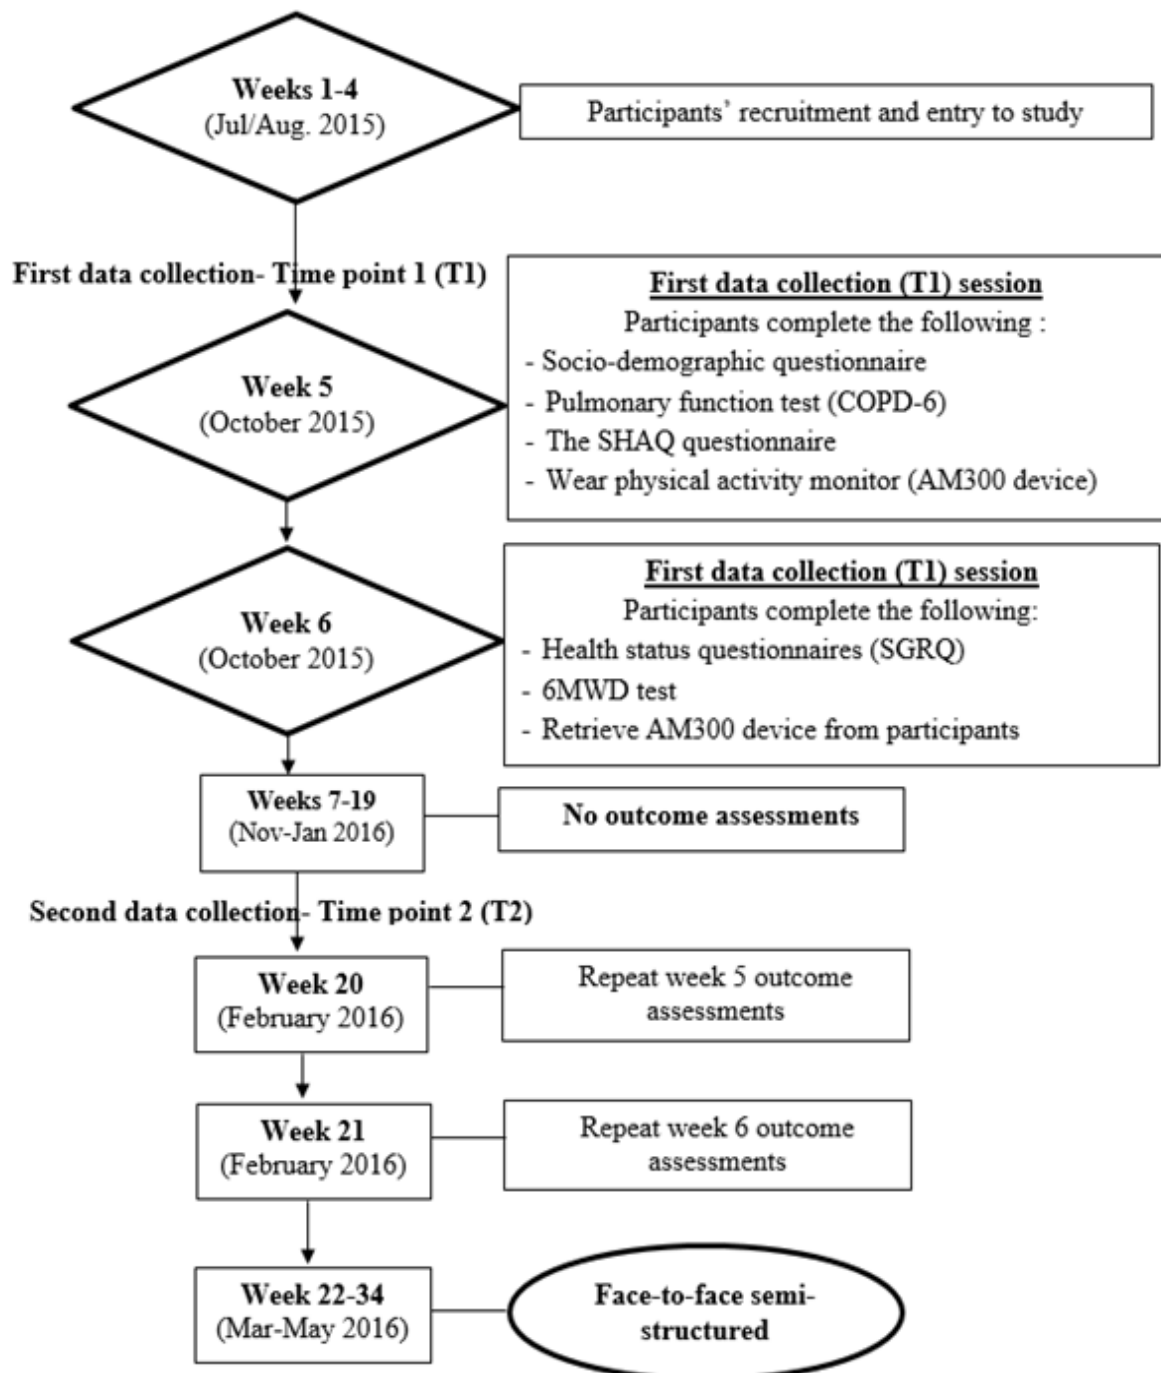 Weeks 1-4
(Jul/Aug. 2015)
Participants' recruitment and entry to study
First data collection- Time point 1 (T1)
First data collection (T1) session
Participants complete the following :
- Socio-demographic questionnaire
- Pulmonary function test (COPD-6)
- The SHAQ questionnaire
- Wear physical activity monitor (AM300 device)
Week 5
(October 2015)
First data collection (T1) session
Participants complete the following:
- Health status questionnaires (SGRQ)
- 6MWD test
- Retrieve AM300 device from participants
Week 6
(October 2015)
Weeks 7-19
(Nov-Jan 2016)
No outcome assessments
Second data collection- Time point 2 (T2)
Week 20
(February 2016)
Repeat week 5 outcome
assessments
Week 21
(February 2016)
Repeat week 6 outcome
assessments
Week 22-34
(Mar-May 2016)
Face-to-face semi-
structured